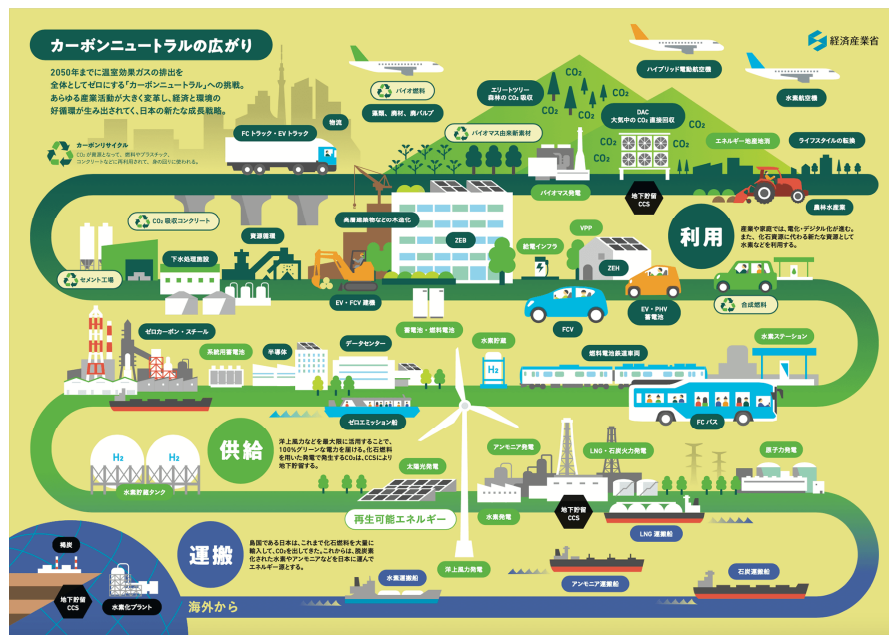 カーボンニュートラルの広がり
経済産業省
2050年までに温室効果ガスの排出を
全体としてゼロにする「カーボンニュートラル」への挑戦。
あらゆる産業活動が大きく変革し、経済と環境の
好循環が生み出されてく、日本の新たな成長戦略。
カーボンリサイクル
CO₂が資源となって、燃料やプラスチック、
コンクリートなどに再利用されて、身の回りに使われる。
FCトラック・EVトラック
物流
バイオ燃料
藻類、廃材、廃パルプ
エリートツリー
森林のCO₂吸収
CO₂
CO₂
CO₂
CO₂
CO₂
CO₂
CO₂
CO₂
ハイブリッド電動航空機
水素航空機
DAC
大気中のCO₂直接回収
バイオマス由来新素材
エネルギー地産地消
ライフスタイルの転換
バイオマス発電
地下貯留
CCS
農林水産業
CO₂吸収コンクリート
資源循環
高層建築物などの木造化
ZEB
給電インフラ
VPP
ZEH
利用
産業や家庭では、電化・デジタル化が進む。
また、化石資源に代わる新たな資源として
水素などを利用する。
下水処理施設
セメント工場
EV・FCV建機
蓄電池・燃料電池
FCV
EV・PHV
蓄電池
合成燃料
ゼロカーボン・スチール
系統用蓄電池
半導体
データセンター
水素貯蔵
H₂
燃料電池鉄道車両
水素ステーション
ゼロエミッション船
FCバス
H₂
H₂
水素貯蔵タンク
供給
洋上風力などを最大限に活用することで、
100%グリーンな電力を届ける。化石燃料
を用いた発電で発生するCO₂は、CCSにより
地下貯留する。
太陽光発電
再生可能エネルギー
アンモニア発電
LNG・石炭火力発電
原子力発電
水素発電
地下貯留
CCS
LNG運搬船
運搬
島国である日本は、これまで化石燃料を大量に
輸入して、CO₂を出してきた。これからは、脱炭素
化された水素やアンモニアなどを日本に運んで
エネルギー源とする。
褐炭
地下貯留
CCS
水素化プラント
海外から
水素運搬船
洋上風力発電
アンモニア運搬船
石炭運搬船